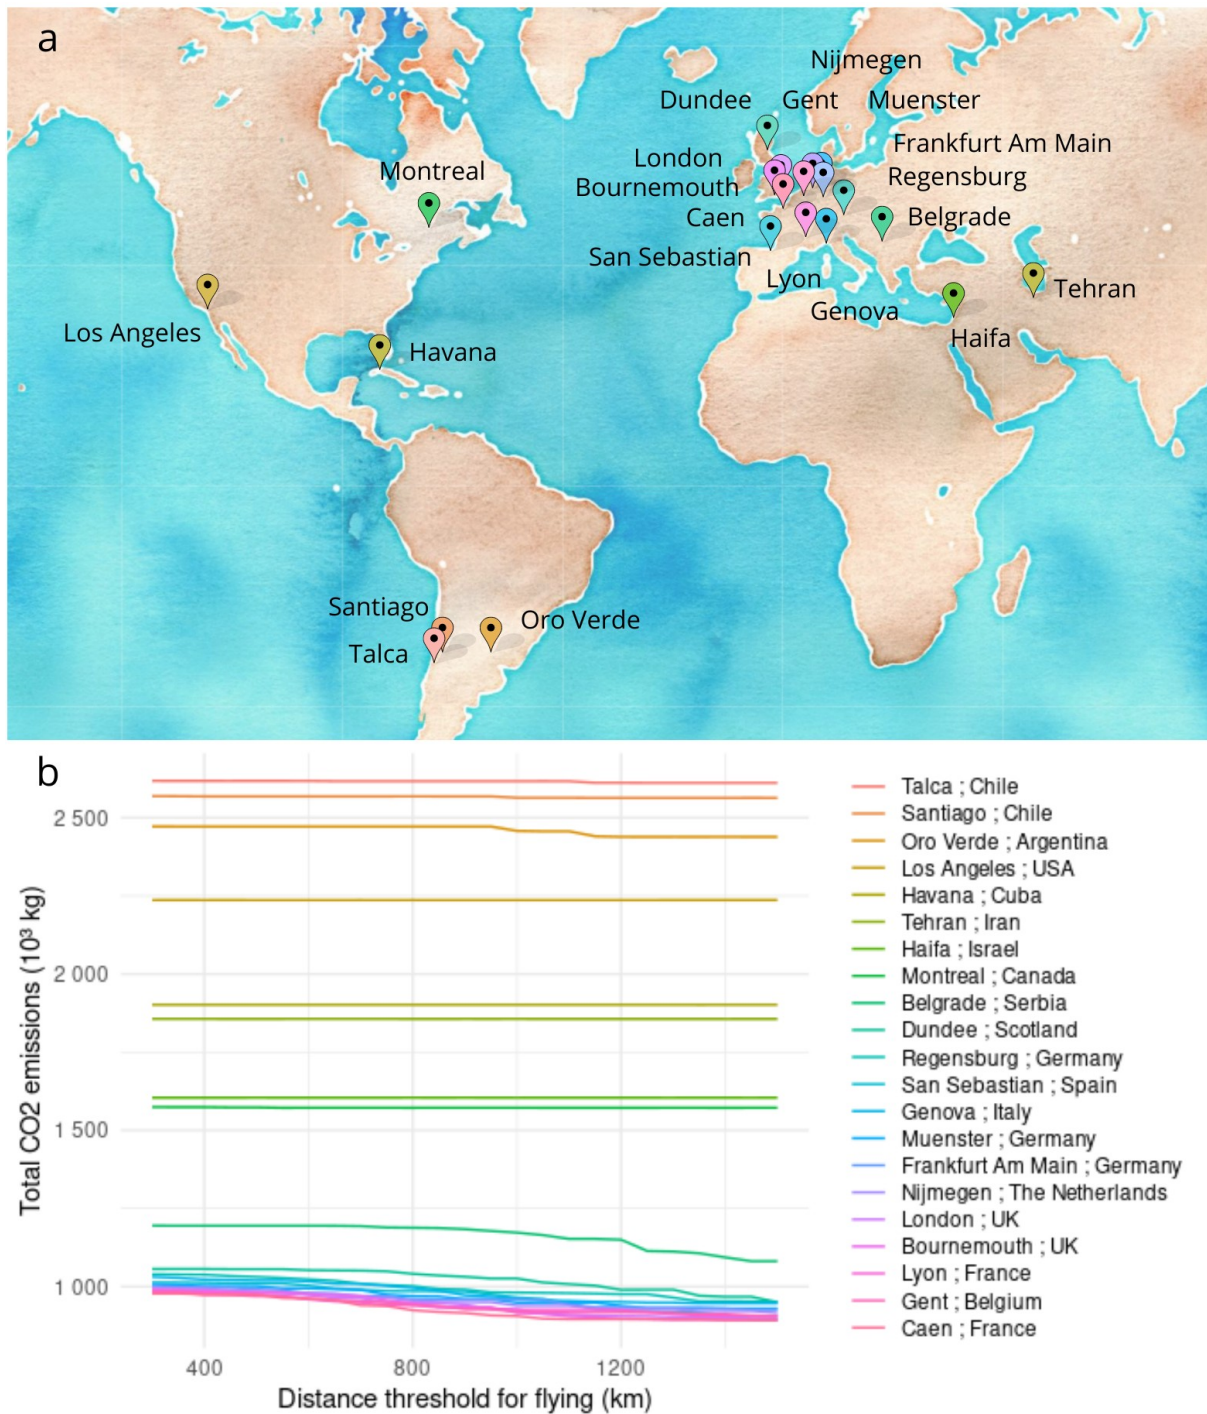 a
Nijmegen
Dundee
Gent
Muenster
Frankfurt Am Main
London
Montreal
Bournemouth
Regensburg
Caen
Belgrade
San Sebastian
Lyon
Tehran
Genova
Los Angeles
Haifa
Havana
Santiago
Oro Verde
Talca
b
Total CO2 emissions (10³ kg)
2 500
2 000
1 500
1 000
400
800
1200
Distance threshold for flying (km)
Talca ; Chile
Santiago ; Chile
Oro Verde ; Argentina
Los Angeles ; USA
Havana ; Cuba
Tehran ; Iran
Haifa ; Israel
Montreal ; Canada
Belgrade ; Serbia
Dundee ; Scotland
Regensburg ; Germany
San Sebastian ; Spain
Genova ; Italy
Muenster ; Germany
Frankfurt Am Main ; Germany
Nijmegen ; The Netherlands
London ; UK
Bournemouth ; UK
Lyon ; France
Gent ; Belgium
Caen ; France